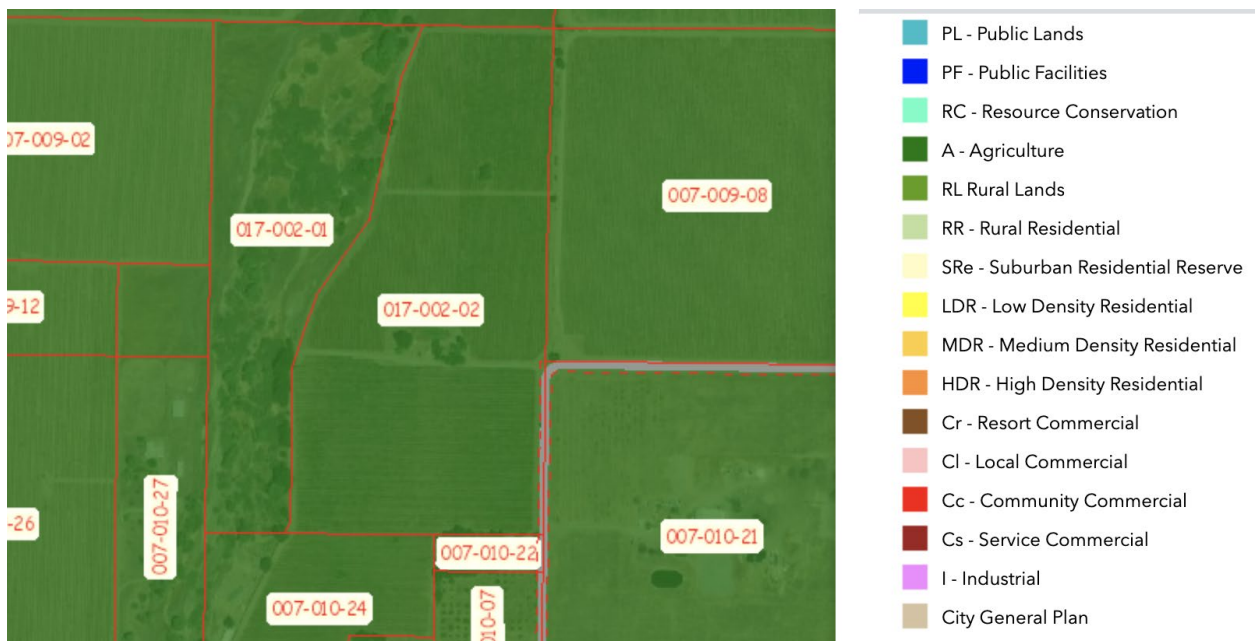 07-009-02
007-009-08
017-002-01
9-12
017-002-02
-26
007-010-27
007-010-22
007-010-21
007-010-24
010-07
PL - Public Lands
PF - Public Facilities
RC - Resource Conservation
A - Agriculture
RL Rural Lands
RR - Rural Residential
SRe - Suburban Residential Reserve
LDR - Low Density Residential
MDR - Medium Density Residential
HDR - High Density Residential
Cr - Resort Commercial
Cl - Local Commercial
Cc - Community Commercial
Cs - Service Commercial
I - Industrial
City General Plan